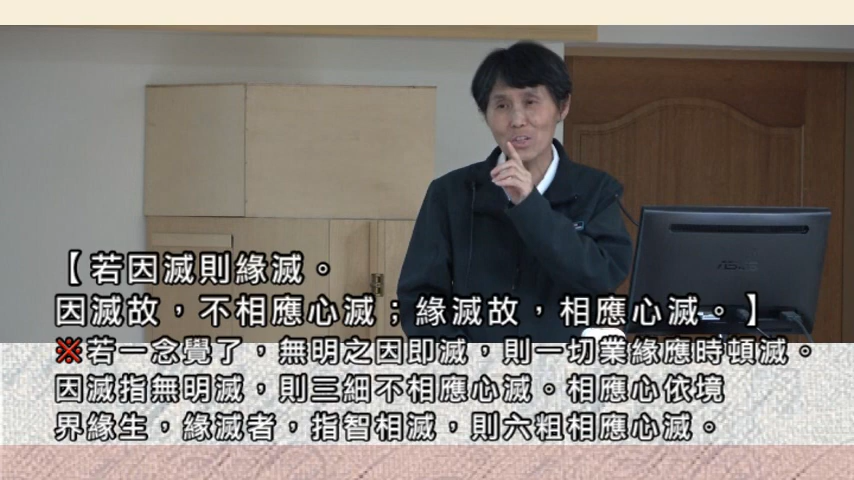 【若因滅則緣滅。
因滅故，不相應心滅；緣滅故，相應心滅。】
※若一念覺了，無明之因即滅，則一切業緣應時頓滅。
因滅指無明滅，則三細不相應心滅。相應心依境
界緣生，緣滅者，指智相滅，則六粗相應心滅。
ASUS